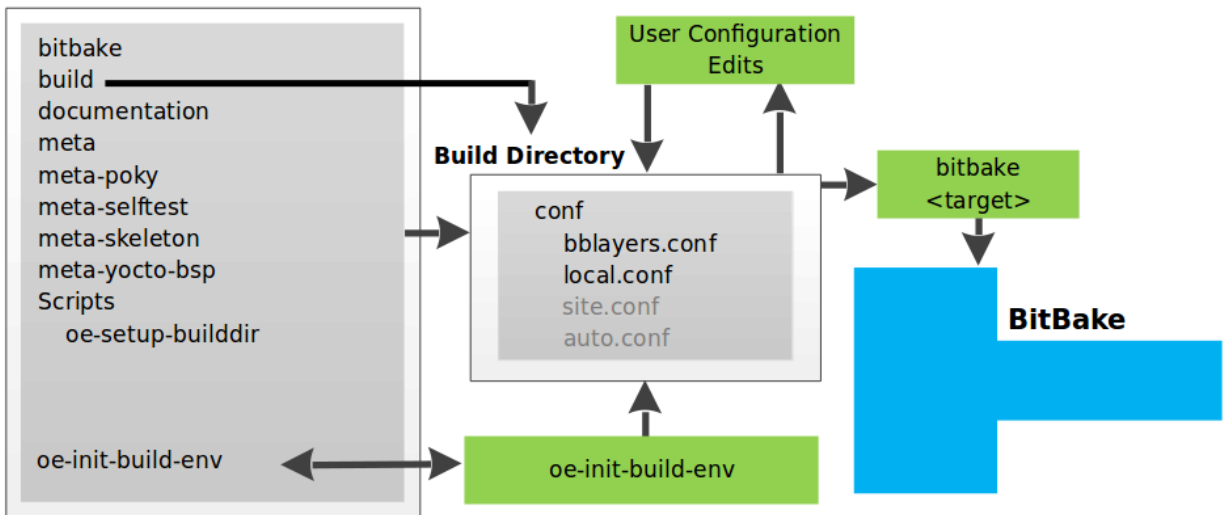 bitbake
build
documentation
meta
meta-poky
meta-selftest
meta-skeleton
meta-yocto-bsp
Scripts
oe-setup-builddir
oe-init-build-env
User Configuration
Edits
Build Directory
conf
bblayers.conf
local.conf
site.conf
auto.conf
oe-init-build-env
bitbake
<target>
BitBake